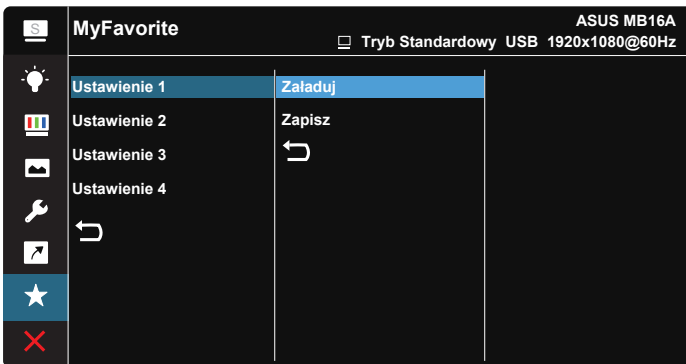 S
MyFavorite
ASUS MB16A
Tryb Standardowy USB 1920x1080@60Hz
Ustawienie 1
Załaduj
Ustawienie 2
Zapisz
Ustawienie 3
Ustawienie 4